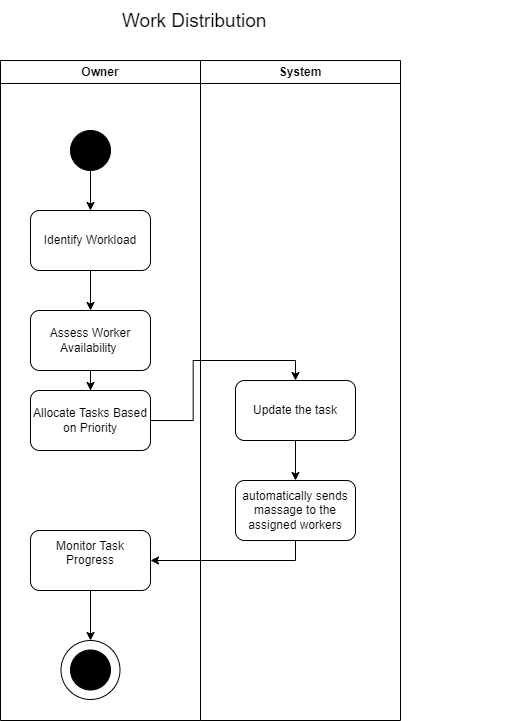 Work Distribution
Owner
System
Identify Workload
Assess Worker
Availability
Allocate Tasks Based
on Priority
Update the task
automatically sends
massage to the
assigned workers
Monitor Task
Progress